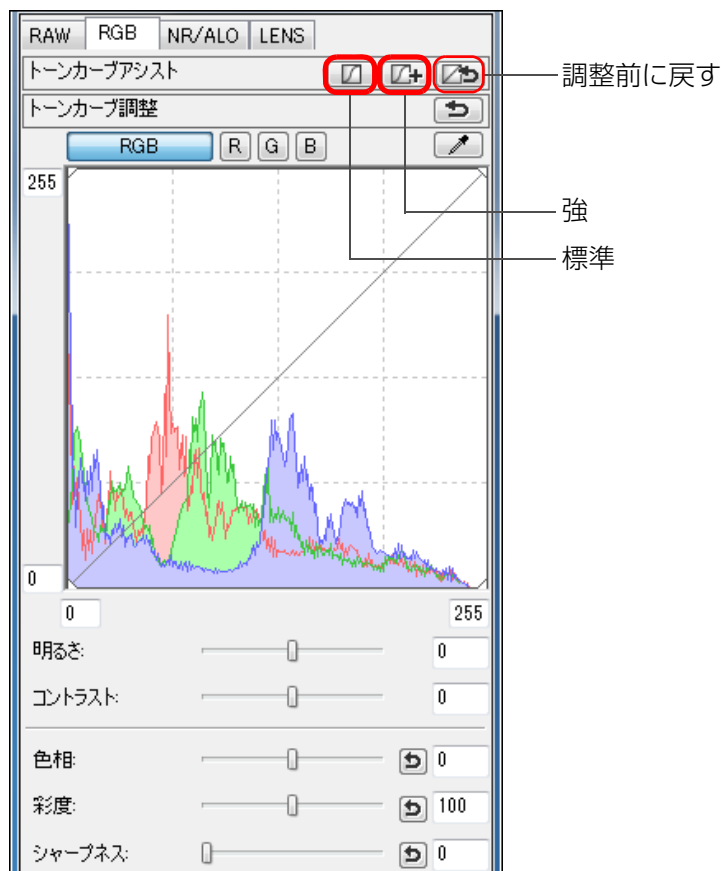 RAW RGB NR/ALO LENS
トーンカーブアシスト
調整前に戻す
トーンカーブ調整
RGB R G B
255
強
標準
0
0 255
明るさ: 0
コントラスト: 0
色相: 0
彩度: 100
シャープネス: 0